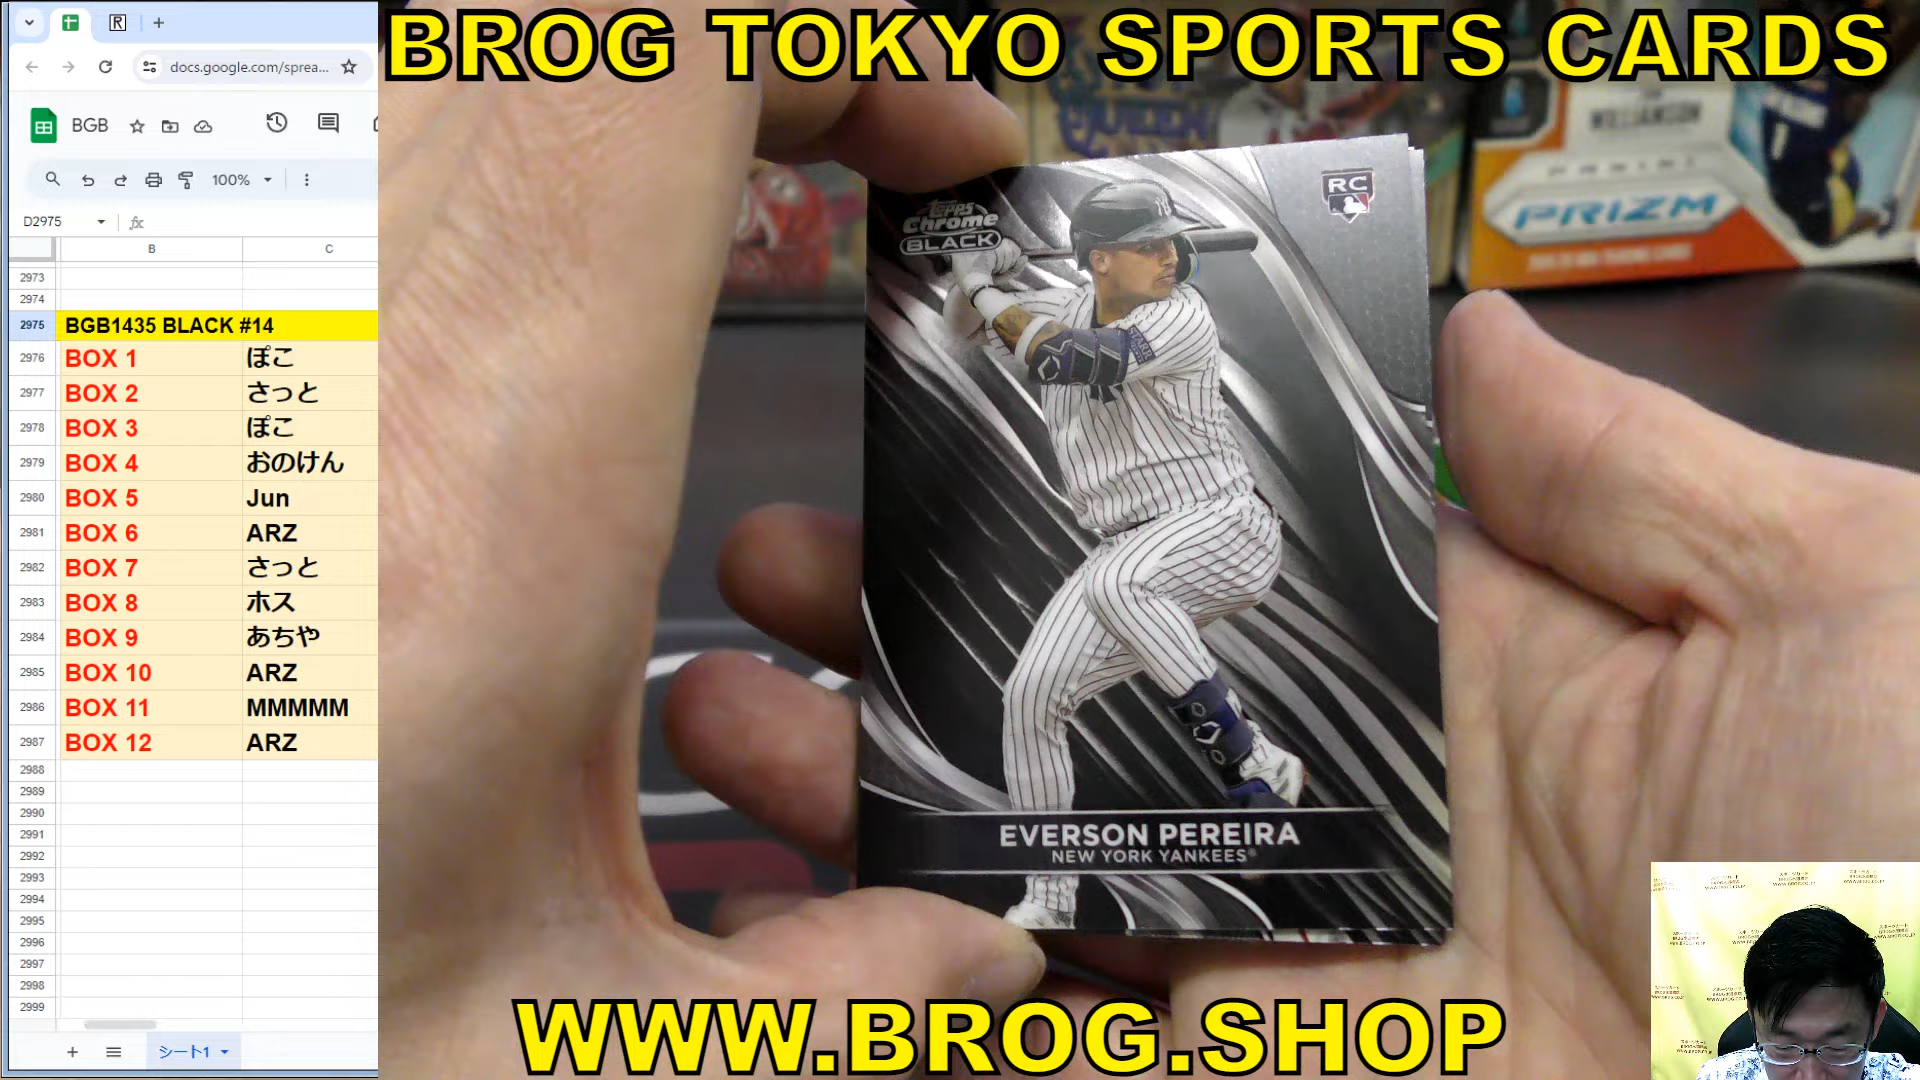 BROG TOKYO SPORTS CARDS
docs.google.com/sprea...
BGB
100%
D2975
fx
B C
2973
2974
2975 BGB1435 BLACK #14
2976 BOX 1 ぽこ
2977 BOX 2 さっと
2978 BOX 3 ぽこ
2979 BOX 4 おのけん
2980 BOX 5 Jun
2981 BOX 6 ARZ
2982 BOX 7 さっと
2983 BOX 8 ホス
2984 BOX 9 あちや
2985 BOX 10 ARZ
2986 BOX 11 MMMMM
2987 BOX 12 ARZ
2988
2989
2990
2991
2992
2993
2994
2995
2996
2997
2998
2999
シート1
Topps
Chrome
BLACK
RC
EVERSON PEREIRA
NEW YORK YANKEES
WILLIAMSON
PANINI
PRIZM
WWW.BROG.SHOP